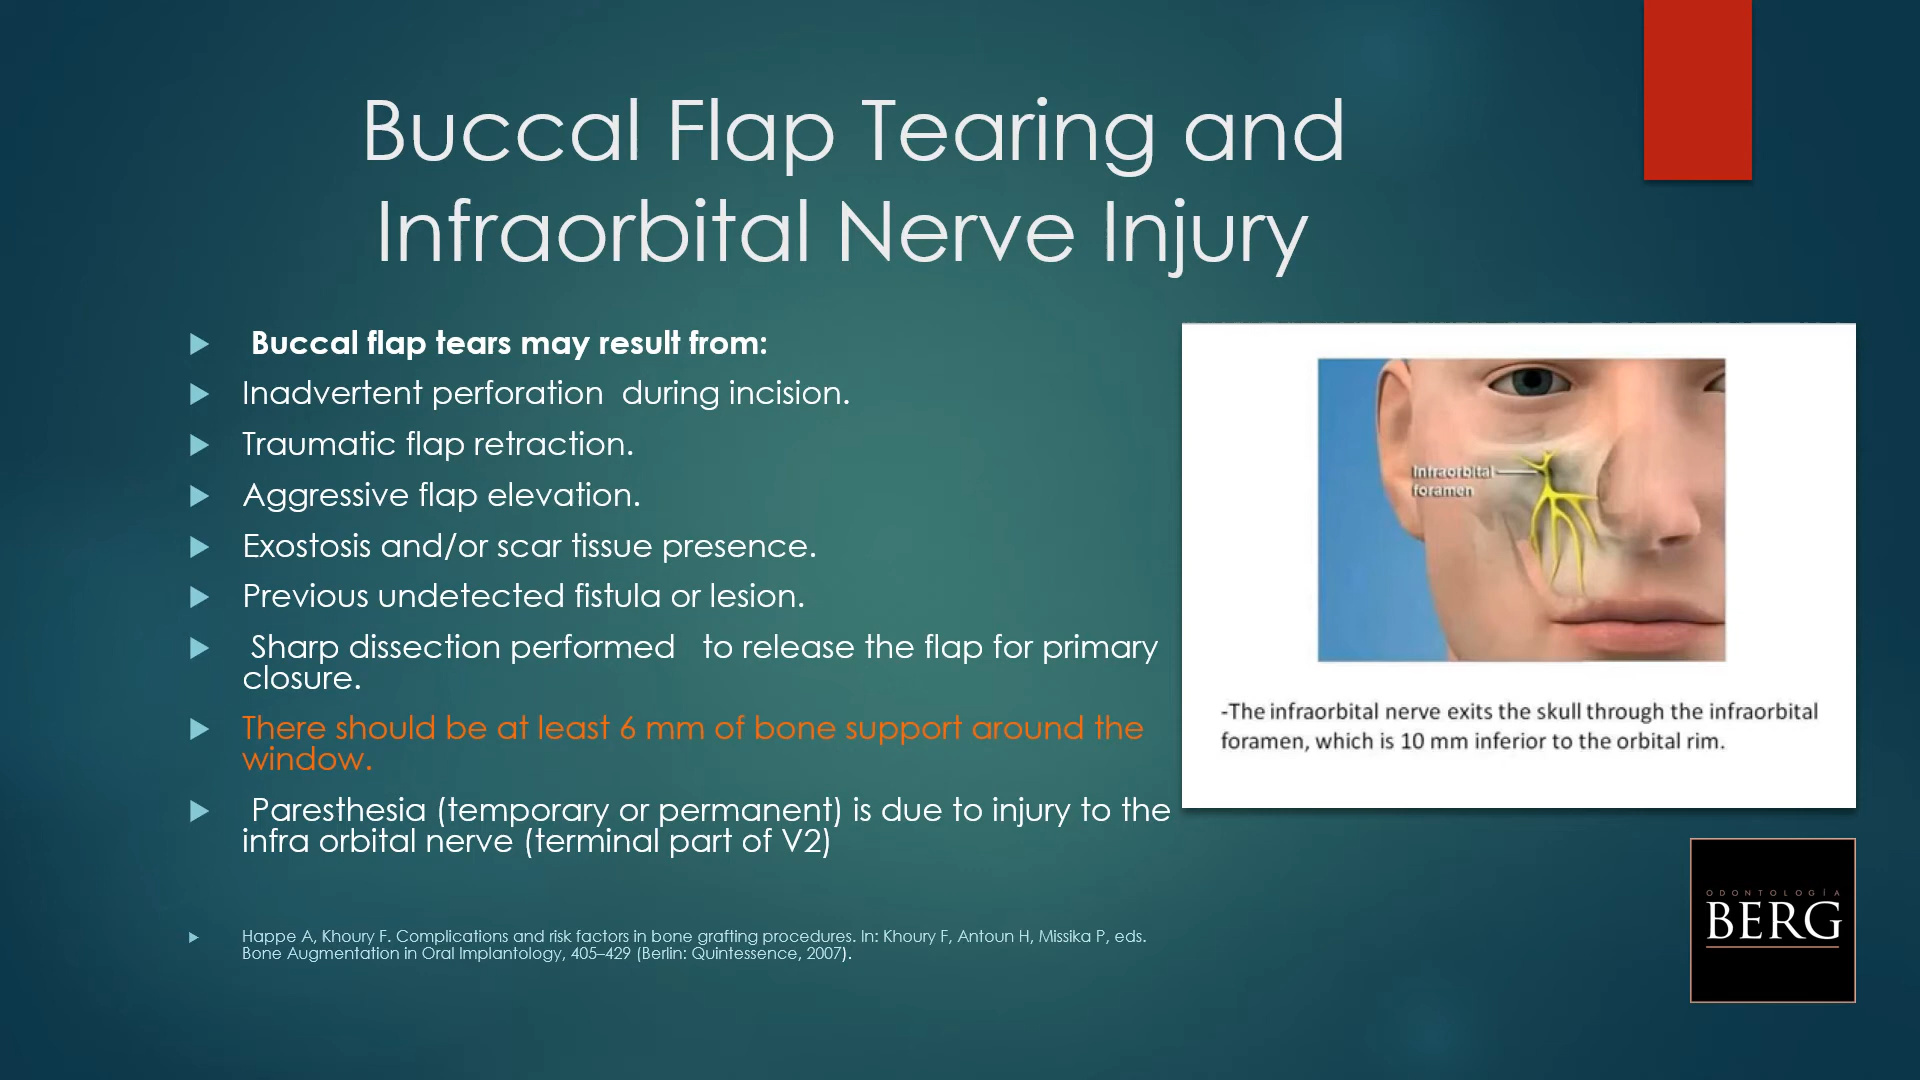 Buccal Flap Tearing and
Infraorbital Nerve Injury
Buccal flap tears may result from:
Inadvertent perforation  during incision.
Traumatic flap retraction.
Aggressive flap elevation.
Exostosis and/or scar tissue presence.
Previous undetected fistula or lesion.
Sharp dissection performed   to release the flap for primary
closure.
There should be at least 6 mm of bone support around the
window.
Paresthesia (temporary or permanent) is due to injury to the
infra orbital nerve (terminal part of V2)
Happe A, Khoury F. Complications and risk factors in bone grafting procedures. In: Khoury F, Antoun H, Missika P, eds.
Bone Augmentation in Oral Implantology, 405–429 (Berlin: Quintessence, 2007).
Infraorbital
foramen
-The infraorbital nerve exits the skull through the infraorbital
foramen, which is 10 mm inferior to the orbital rim.
ODONTOLOGÍA
BERG